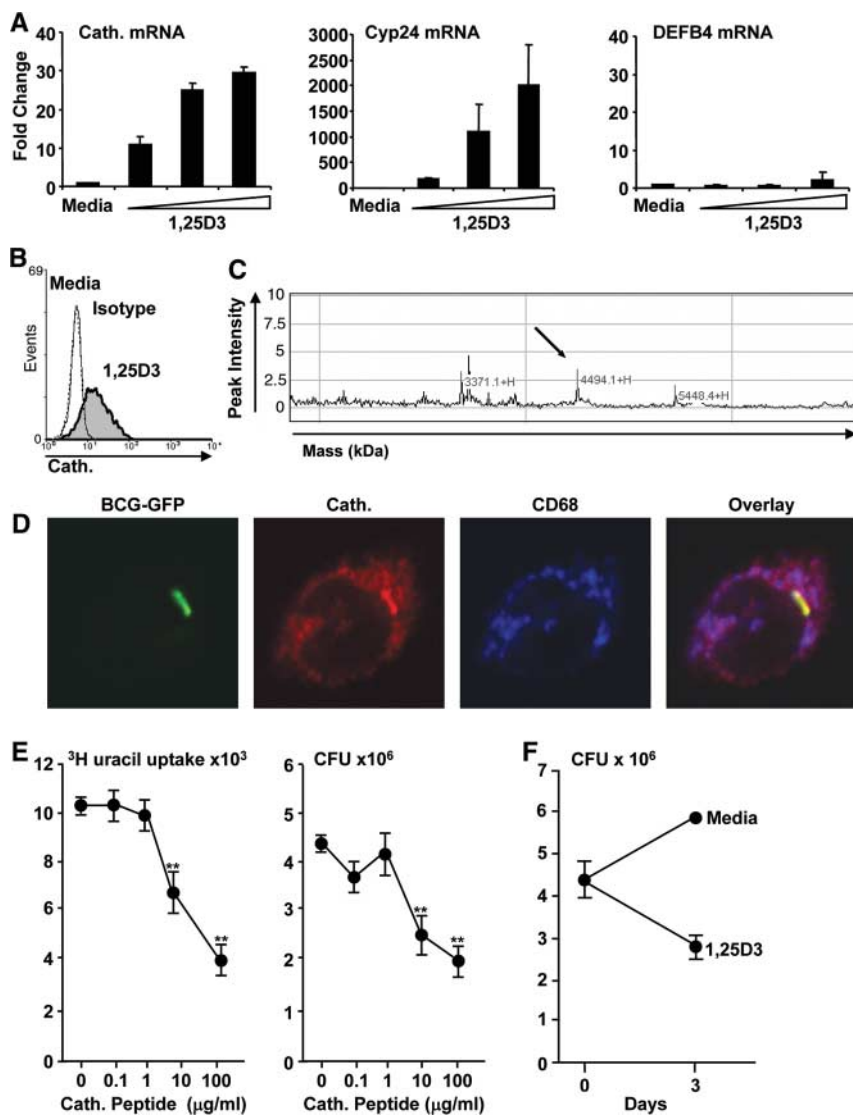 A
Cath. mRNA
Cyp24 mRNA
DEFB4 mRNA
Fold Change
40
30
20
10
0
Media
1,25D3
3000
2500
2000
1500
1000
500
0
Media
1,25D3
40
30
20
10
0
Media
1,25D3
B
69
Media
Isotype
1,25D3
Events
0
10⁰ 10¹ 10² 10³ 10⁴
Cath.
C
Peak Intensity
10
7.5
5
2.5
0
3371.1+H
4494.1+H
5448.4+H
Mass (kDa)
D
BCG-GFP
Cath.
CD68
Overlay
E
³H uracil uptake x10³
12
10
8
6
4
2
0
**
**
0 0.1 1 10 100
Cath. Peptide (μg/ml)
CFU x10⁶
6
5
4
3
2
1
0
**
**
0 0.1 1 10 100
Cath. Peptide (μg/ml)
F
CFU x 10⁶
7
6
5
4
3
2
1
0
Media
1,25D3
0 3
Days